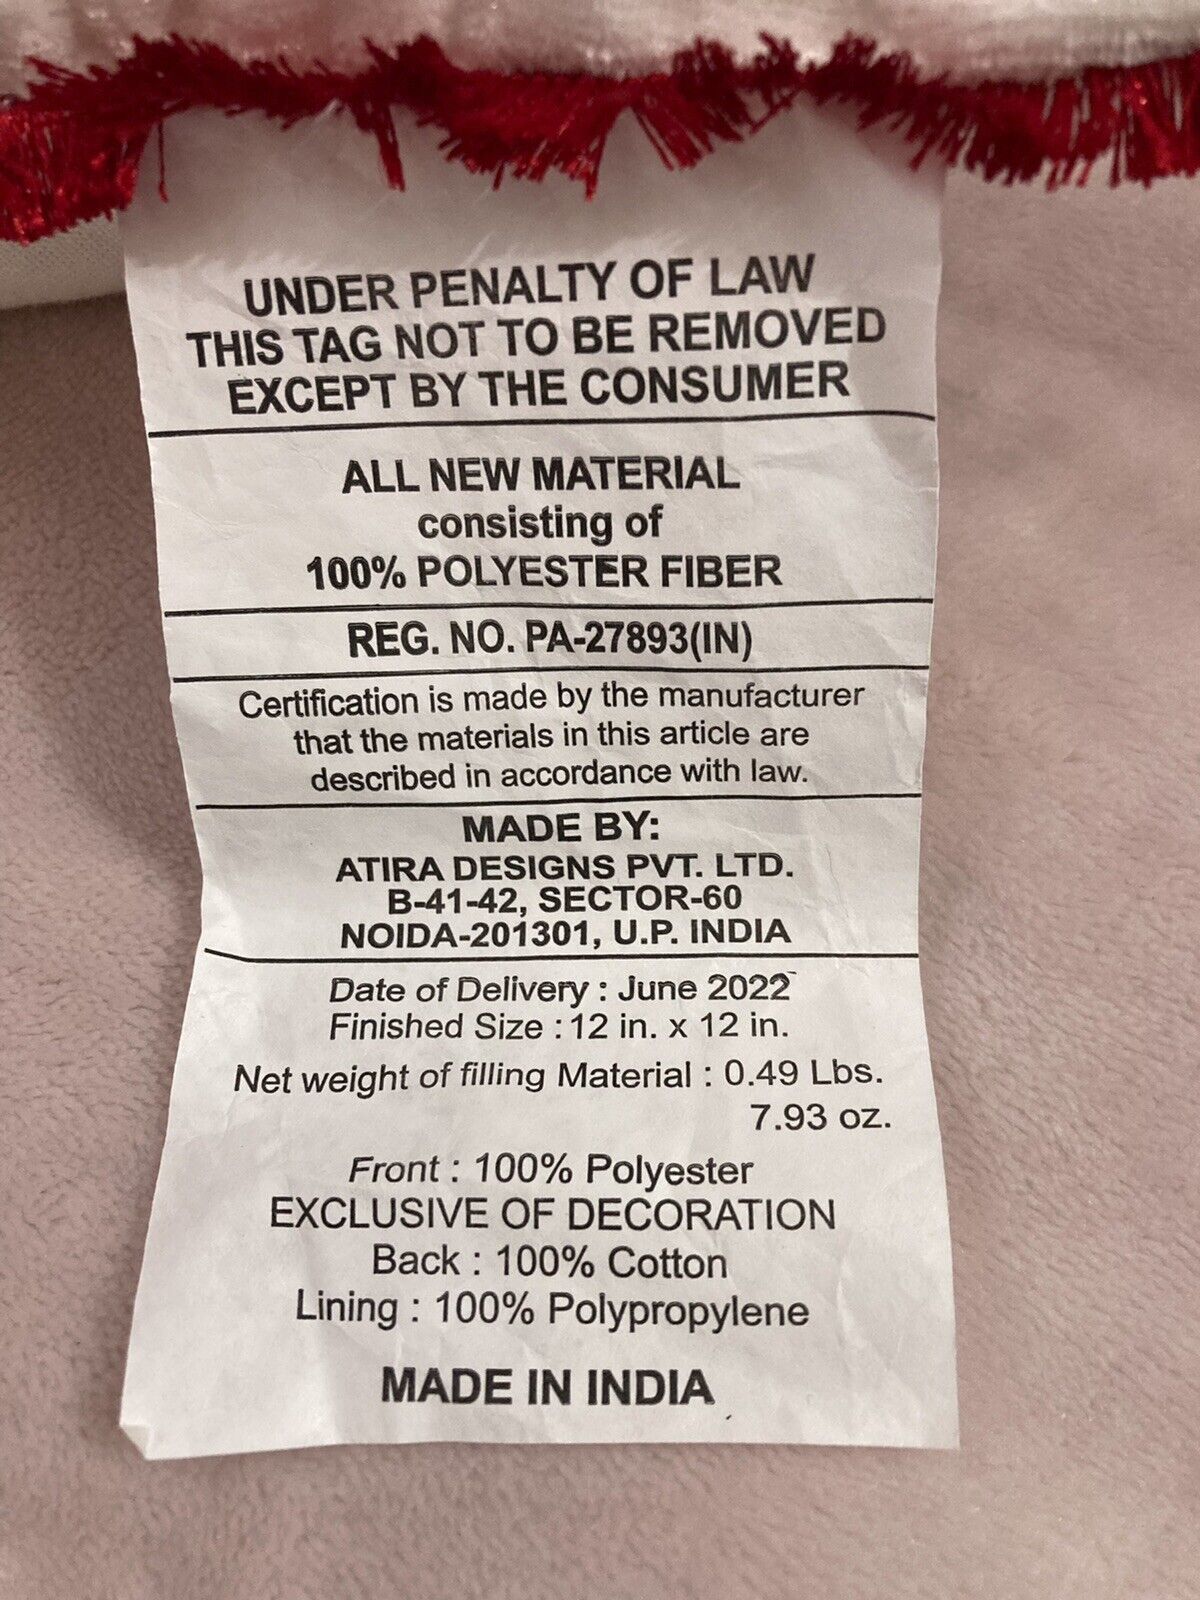 UNDER PENALTY OF LAW
THIS TAG NOT TO BE REMOVED
EXCEPT BY THE CONSUMER
ALL NEW MATERIAL
consisting of
100% POLYESTER FIBER
REG. NO. PA-27893(IN)
Certification is made by the manufacturer
that the materials in this article are
described in accordance with law.
MADE BY:
ATIRA DESIGNS PVT. LTD.
B-41-42, SECTOR-60
NOIDA-201301, U.P. INDIA
Date of Delivery : June 2022
Finished Size : 12 in. x 12 in.
Net weight of filling Material : 0.49 Lbs.
7.93 oz.
Front : 100% Polyester
EXCLUSIVE OF DECORATION
Back : 100% Cotton
Lining : 100% Polypropylene
MADE IN INDIA